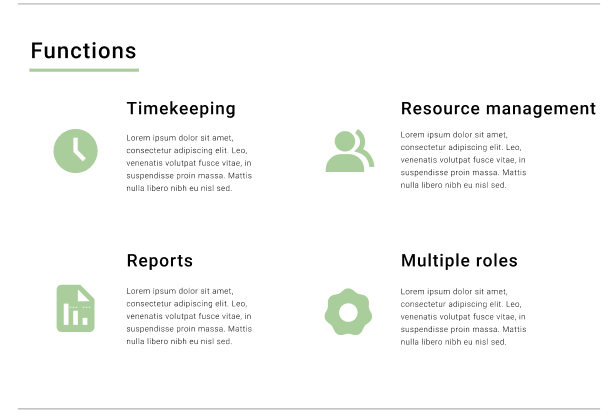 Functions
Timekeeping
Lorem ipsum dolor sit amet,
consectetur adipiscing elit. Leo,
venenatis volutpat fusce vitae, in
suspendisse proin massa. Mattis
nulla libero nibh eu nisl sed.
Resource management
Lorem ipsum dolor sit amet,
consectetur adipiscing elit. Leo,
venenatis volutpat fusce vitae, in
suspendisse proin massa. Mattis
nulla libero nibh eu nisl sed.
Reports
Lorem ipsum dolor sit amet,
consectetur adipiscing elit. Leo,
venenatis volutpat fusce vitae, in
suspendisse proin massa. Mattis
nulla libero nibh eu nisl sed.
Multiple roles
Lorem ipsum dolor sit amet,
consectetur adipiscing elit. Leo,
venenatis volutpat fusce vitae, in
suspendisse proin massa. Mattis
nulla libero nibh eu nisl sed.